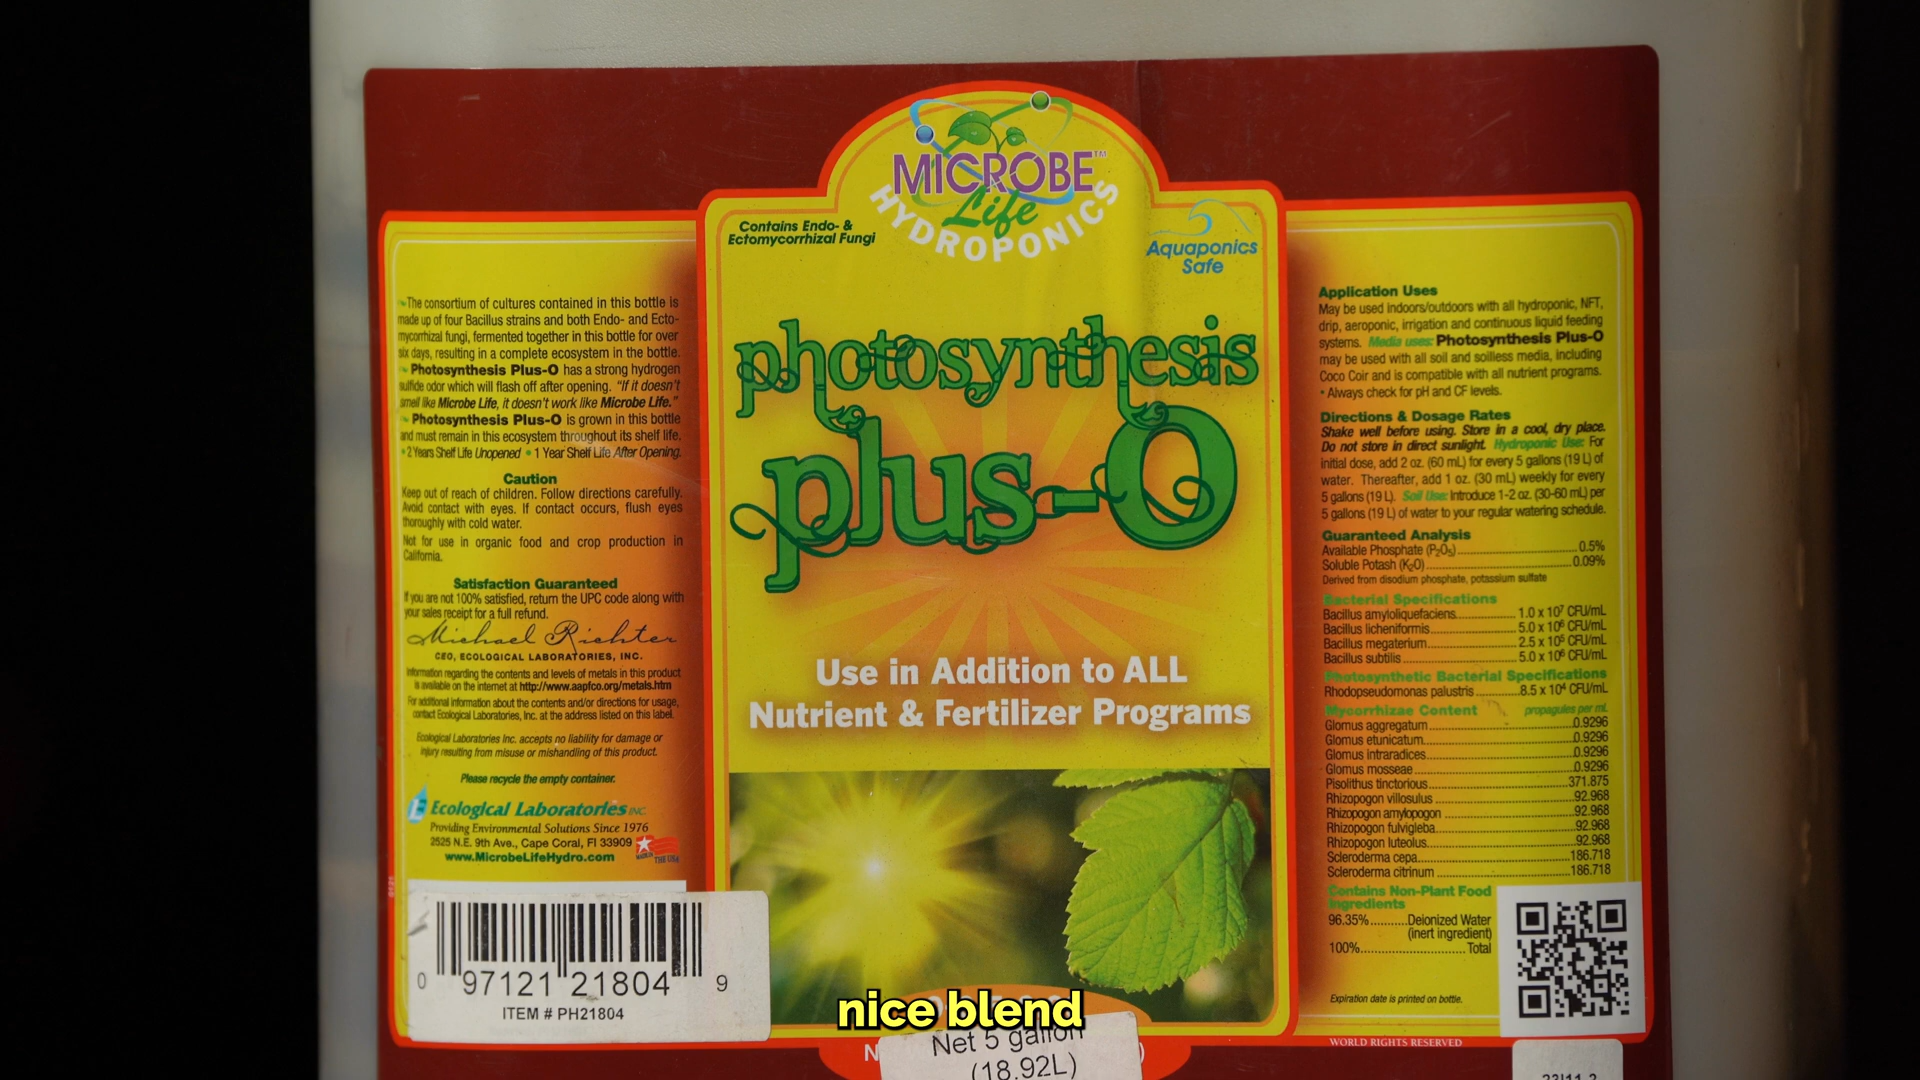 MICROBE™
Life
HYDROPONICS
Contains Endo- &
Ectomycorrhizal Fungi
Aquaponics
Safe
photosynthesis
plus-O
Use in Addition to ALL
Nutrient & Fertilizer Programs
nice blend
Net 5 gallon
(18.92L)
The consortium of cultures contained in this bottle is
made up of four Bacillus strains and both Endo- and Ecto-
mycorrhizal fungi, fermented together in this bottle for over
six days, resulting in a complete ecosystem in the bottle.
Photosynthesis Plus-O has a strong hydrogen
sulfide odor which will flash off after opening. "If it doesn't
smell like Microbe Life, it doesn't work like Microbe Life."
Photosynthesis Plus-O is grown in this bottle
and must remain in this ecosystem throughout its shelf life.
• 2 Years Shelf Life Unopened • 1 Year Shelf Life After Opening.
Caution
Keep out of reach of children. Follow directions carefully.
Avoid contact with eyes. If contact occurs, flush eyes
thoroughly with cold water.
Not for use in organic food and crop production in
California.
Satisfaction Guaranteed
If you are not 100% satisfied, return the UPC code along with
your sales receipt for a full refund.
Michael Richter
CEO, ECOLOGICAL LABORATORIES, INC.
Information regarding the contents and levels of metals in this product
is available on the internet at http://www.aapfco.org/metals.htm
For additional information about the contents and/or directions for usage,
contact Ecological Laboratories, Inc. at the address listed on this label.
Ecological Laboratories Inc. accepts no liability for damage or
injury resulting from misuse or mishandling of this product.
Please recycle the empty container.
Ecological Laboratories INC.
Providing Environmental Solutions Since 1976
2525 N.E. 9th Ave., Cape Coral, Fl 33909
www.MicrobeLifeHydro.com
MADE IN THE USA
0 97121 21804 9
ITEM # PH21804
Application Uses
May be used indoors/outdoors with all hydroponic, NFT,
drip, aeroponic, irrigation and continuous liquid feeding
systems. Media uses: Photosynthesis Plus-O
may be used with all soil and soilless media, including
Coco Coir and is compatible with all nutrient programs.
• Always check for pH and CF levels.
Directions & Dosage Rates
Shake well before using. Store in a cool, dry place.
Do not store in direct sunlight. Hydroponic Use: For
initial dose, add 2 oz. (60 mL) for every 5 gallons (19 L) of
water. Thereafter, add 1 oz. (30 mL) weekly for every
5 gallons (19 L). Soil Use: Introduce 1-2 oz. (30-60 mL) per
5 gallons (19 L) of water to your regular watering schedule.
Guaranteed Analysis
Available Phosphate (P₂O₅) 0.5%
Soluble Potash (K₂O) 0.09%
Derived from disodium phosphate, potassium sulfate
Bacterial Specifications
Bacillus amyloliquefaciens 1.0 x 10⁷ CFU/mL
Bacillus licheniformis 5.0 x 10⁶ CFU/mL
Bacillus megaterium 2.5 x 10⁵ CFU/mL
Bacillus subtilis 5.0 x 10⁶ CFU/mL
Photosynthetic Bacterial Specifications
Rhodopseudomonas palustris 8.5 x 10⁴ CFU/mL
Mycorrhizae Content propagules per mL
Glomus aggregatum 0.9296
Glomus etunicatum 0.9296
Glomus intraradices 0.9296
Glomus mosseae 0.9296
Pisolithus tinctorious 371.875
Rhizopogon villosulus 92.968
Rhizopogon amylopogon 92.968
Rhizopogon fulvigleba 92.968
Rhizopogon luteolus 92.968
Scleroderma cepa 186.718
Scleroderma citrinum 186.718
Contains Non-Plant Food
Ingredients
96.35% Deionized Water
(inert ingredient)
100% Total
Expiration date is printed on bottle.
WORLD RIGHTS RESERVED